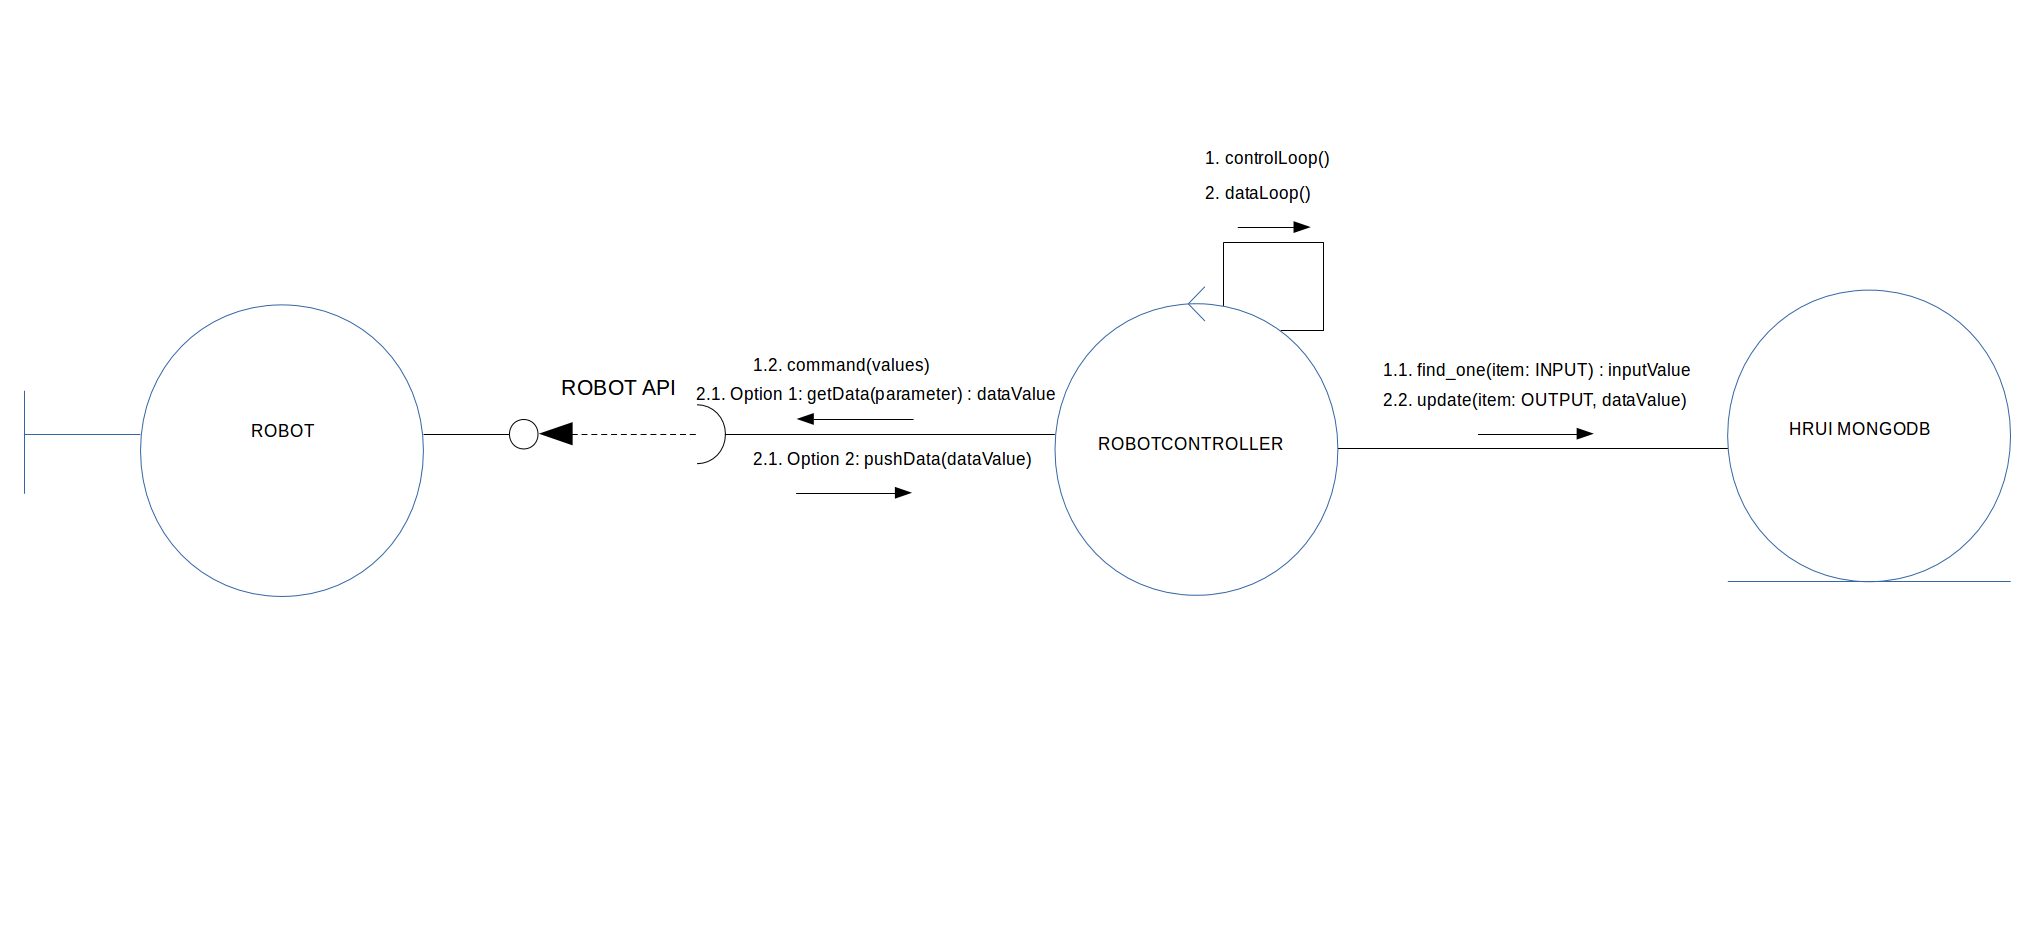 1. controlLoop()
2. dataLoop()
1.2. command(values)
ROBOT API
2.1. Option 1: getData(parameter) : dataValue
1.1. find_one(item: INPUT) : inputValue
2.2. update(item: OUTPUT, dataValue)
ROBOT
ROBOTCONTROLLER
HRUI MONGODB
2.1. Option 2: pushData(dataValue)